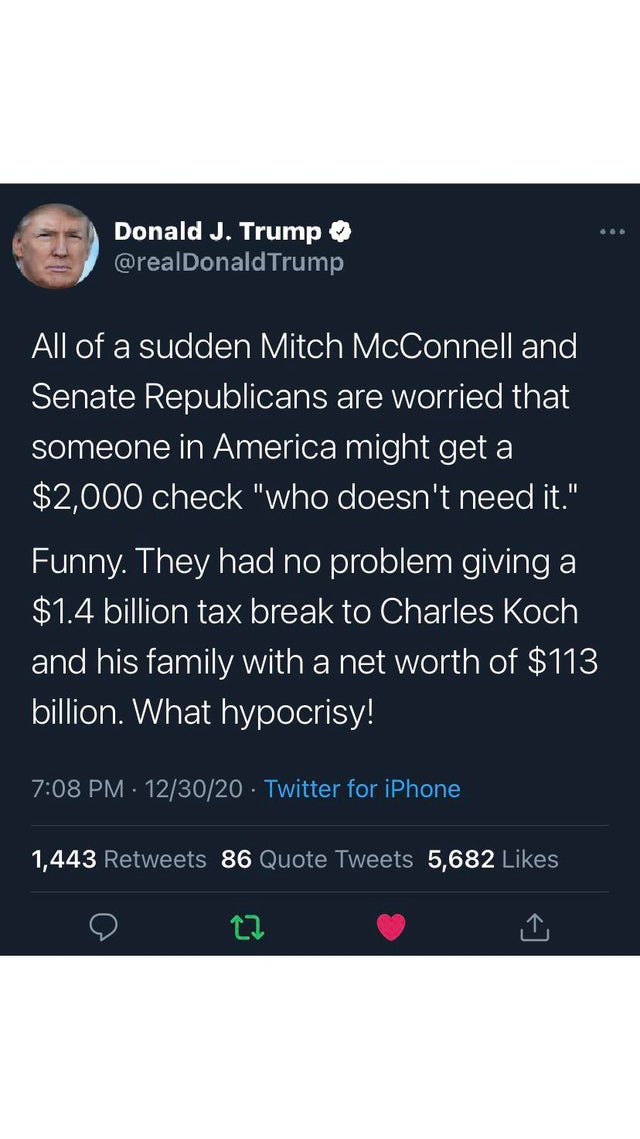 Donald J. Trump
@realDonaldTrump
All of a sudden Mitch McConnell and
Senate Republicans are worried that
someone in America might get a
$2,000 check "who doesn't need it."
Funny. They had no problem giving a
$1.4 billion tax break to Charles Koch
and his family with a net worth of $113
billion. What hypocrisy!
7:08 PM · 12/30/20 · Twitter for iPhone
1,443 Retweets 86 Quote Tweets 5,682 Likes